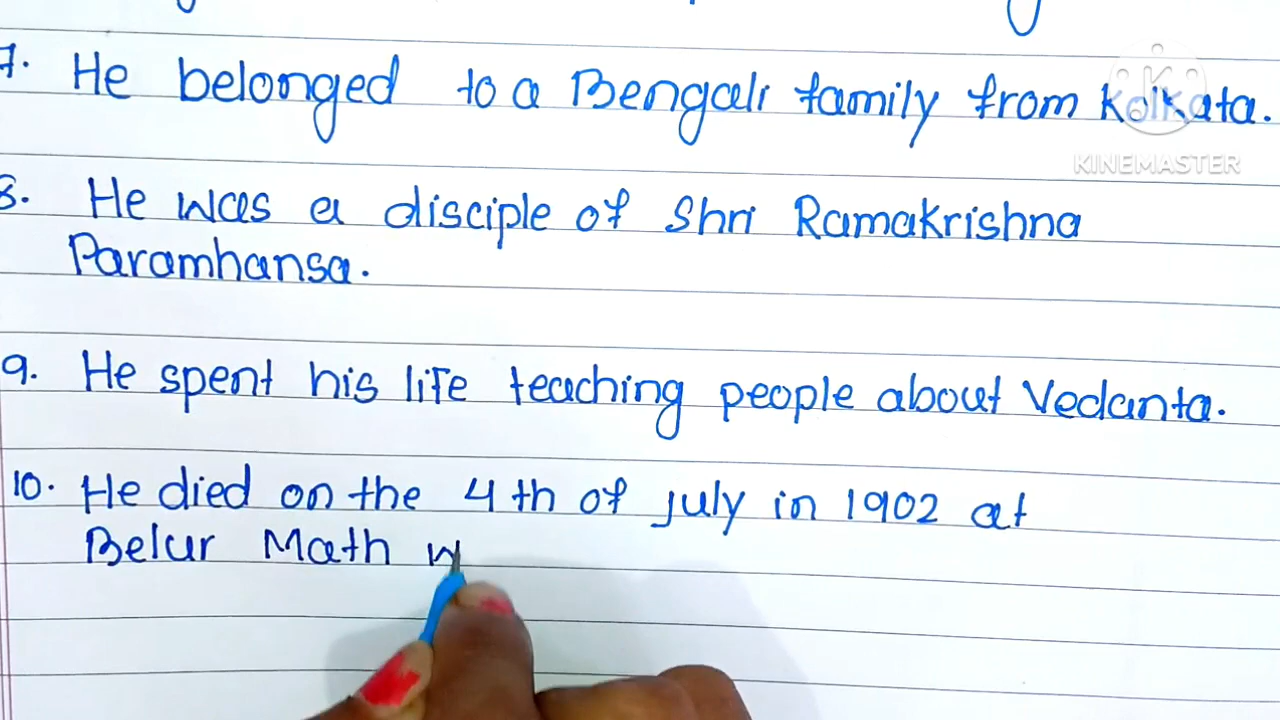 7. He belonged to a Bengali family from Kolkata.
KINEMASTER
8. He was a disciple of Shri Ramakrishna
Paramhansa.
9. He spent his life teaching people about Vedanta.
10. He died on the 4th of july in 1902 at
Belur Math